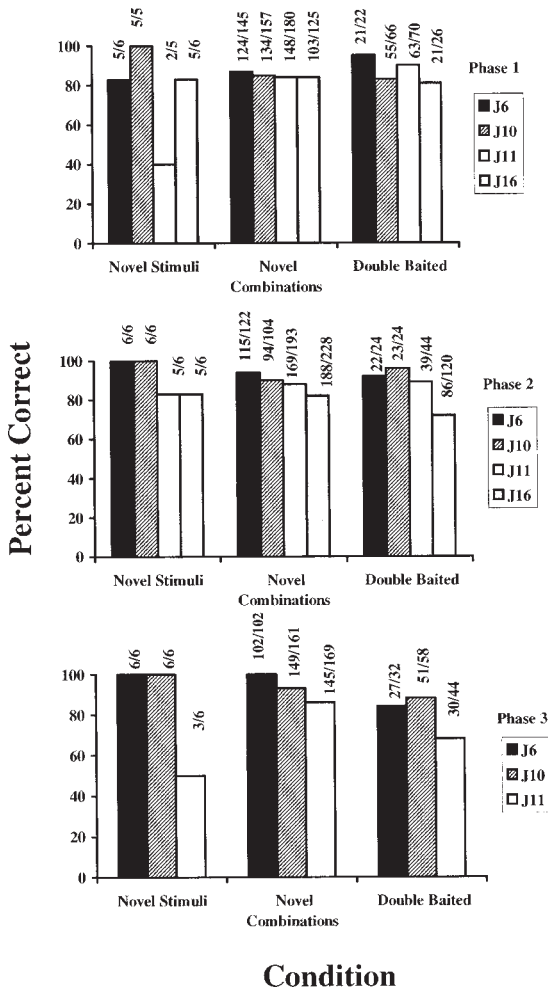 5/6 5/5 2/5 5/6 124/145 134/157 148/180 103/125 21/22 55/66 63/70 21/26
100
80
60
40
20
0
Novel Stimuli Novel Combinations Double Baited
Phase 1
J6
J10
J11
J16
Percent Correct
6/6 6/6 5/6 5/6 115/122 94/104 169/193 188/228 22/24 23/24 39/44 86/120
100
80
60
40
20
0
Novel Stimuli Novel Combinations Double Baited
Phase 2
J6
J10
J11
J16
6/6 6/6 3/6 102/102 149/161 145/169 27/32 51/58 30/44
100
80
60
40
20
0
Novel Stimuli Novel Combinations Double Baited
Phase 3
J6
J10
J11
Condition